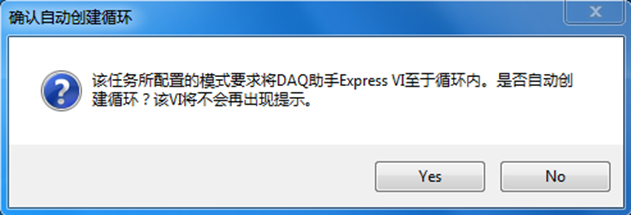 确认自动创建循环
该任务所配置的模式要求将DAQ助手Express VI至于循环内。是否自动创
建循环？该VI将不会再出现提示。
Yes
No